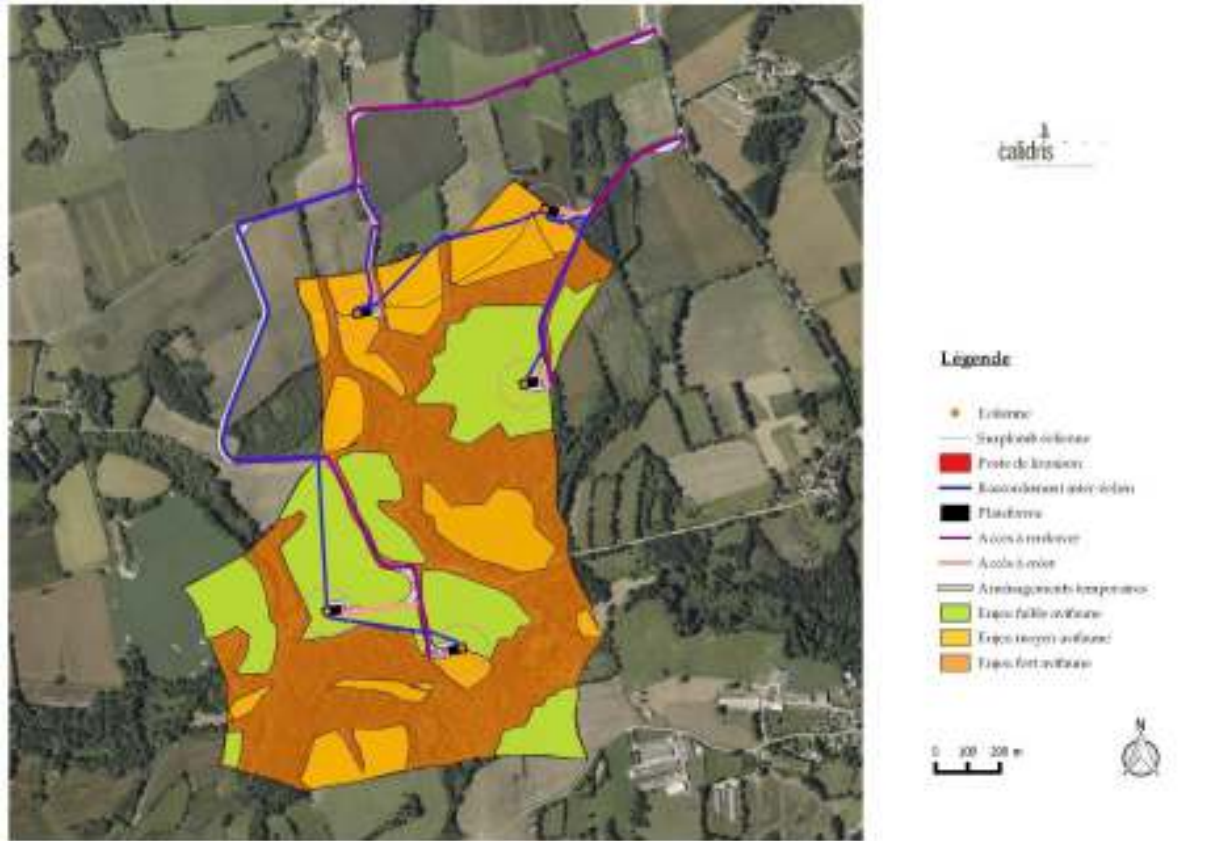 calidris
Légende
Eolienne
Surplomb éolienne
Poste de livraison
Raccordement inter-éolien
Plateforme
Accès à renforcer
Accès à créer
Aménagements temporaires
Enjeu faible avifaune
Enjeu moyen avifaune
Enjeu fort avifaune
N
0 100 200 m